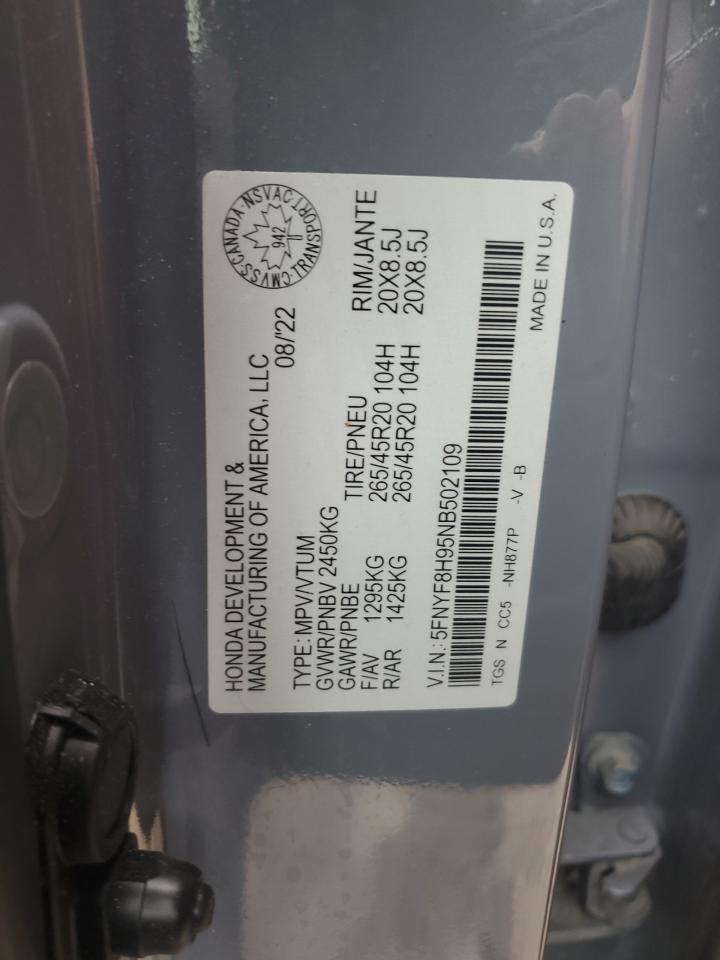 HONDA DEVELOPMENT &
MANUFACTURING OF AMERICA, LLC
08/'22
CMVSS·CANADA·NSVAC·TRANSPORT
942
TYPE: MPV/VTUM
GVWR/PNBV 2450KG
GAWR/PNBE TIRE/PNEU RIM/JANTE
F/AV 1295KG 265/45R20 104H 20X8.5J
R/AR 1425KG 265/45R20 104H 20X8.5J
V.I.N.: 5FNYF8H95NB502109
TGS N CC5 -NH877P -V -B
MADE IN U.S.A.